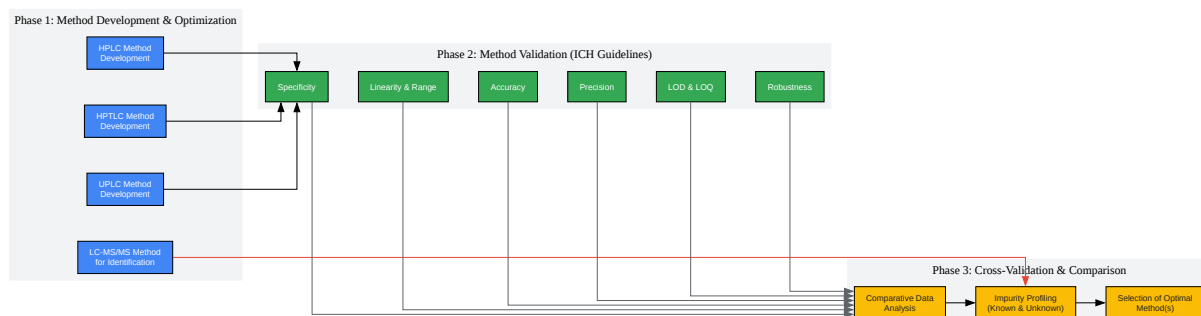 Phase 1: Method Development & Optimization
HPLC Method
Development
HPTLC Method
Development
UPLC Method
Development
LC-MS/MS Method
for Identification
Phase 2: Method Validation (ICH Guidelines)
Specificity
Linearity & Range
Accuracy
Precision
LOD & LOQ
Robustness
Phase 3: Cross-Validation & Comparison
Comparative Data
Analysis
Impurity Profiling
(Known & Unknown)
Selection of Optimal
Method(s)